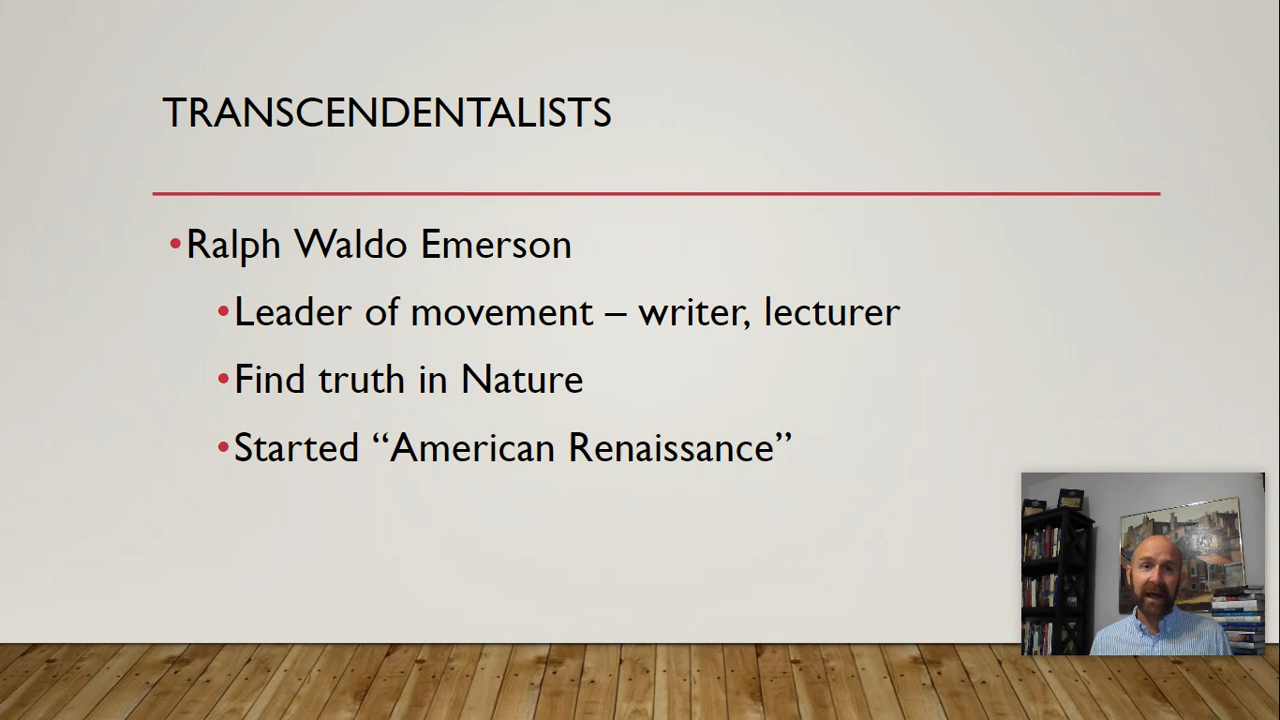 TRANSCENDENTALISTS
•Ralph Waldo Emerson
•Leader of movement – writer, lecturer
•Find truth in Nature
•Started “American Renaissance”